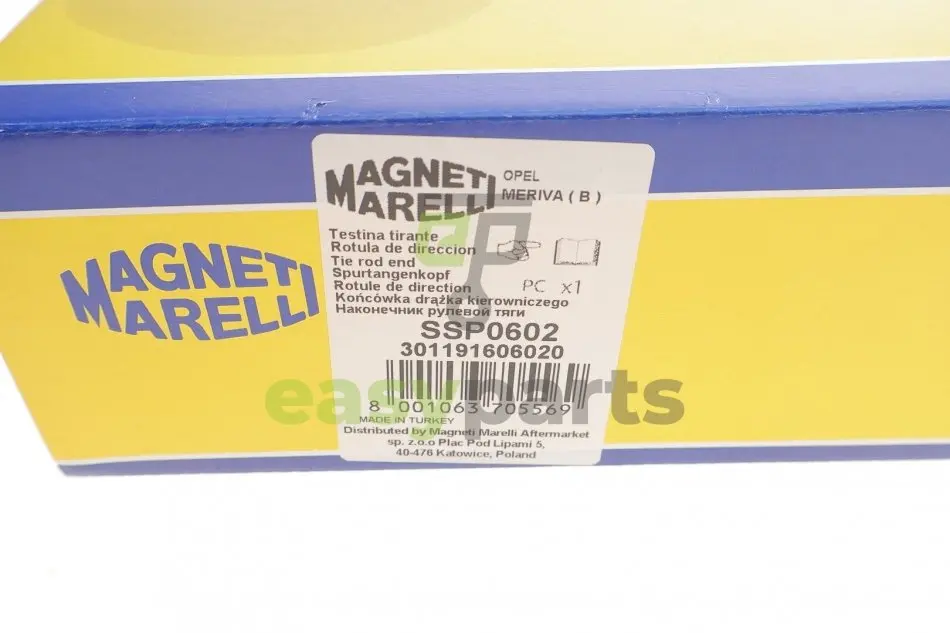 MAGNETI
MARELLI
OPEL
MERIVA ( B )
Testina tirante
Rotula de direccion
Tie rod end
Spurtangenkopf
Rotule de direction
Końcówka drążka kierowniczego
Наконечник рулевой тяги
PC x1
SSP0602
301191606020
8 001063 705569
MADE IN TURKEY
Distributed by Magneti Marelli Aftermarket
sp. z.o.o Plac Pod Lipami 5,
40-476 Katowice, Poland
MAGNETI
MARELLI
easyparts